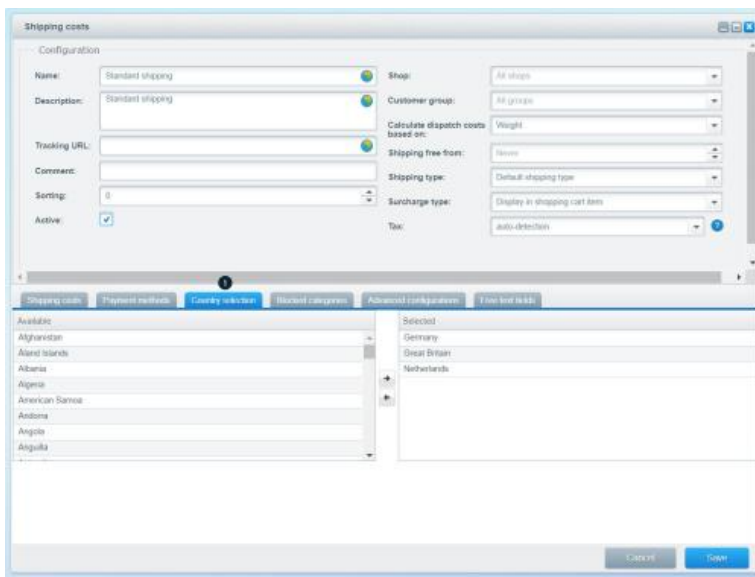 Shipping costs
Configuration
Name:
Standard shipping
Description:
Standard shipping
Tracking URL:
Comment:
Sorting:
0
Active:
Shop:
All shops
Customer group:
All groups
Calculate dispatch costs
based on:
Weight
Shipping free from:
Never
Shipping type:
Default shipping type
Surcharge type:
Display in shopping cart item
Tax:
auto-detection
?
1
Shipping costs Payment methods Country selection Blocked categories Advanced configurations Free text fields
Available
Afghanistan
Aland Islands
Albania
Algeria
American Samoa
Andorra
Angola
Anguilla
Selected
Germany
Great Britain
Netherlands
Cancel Save